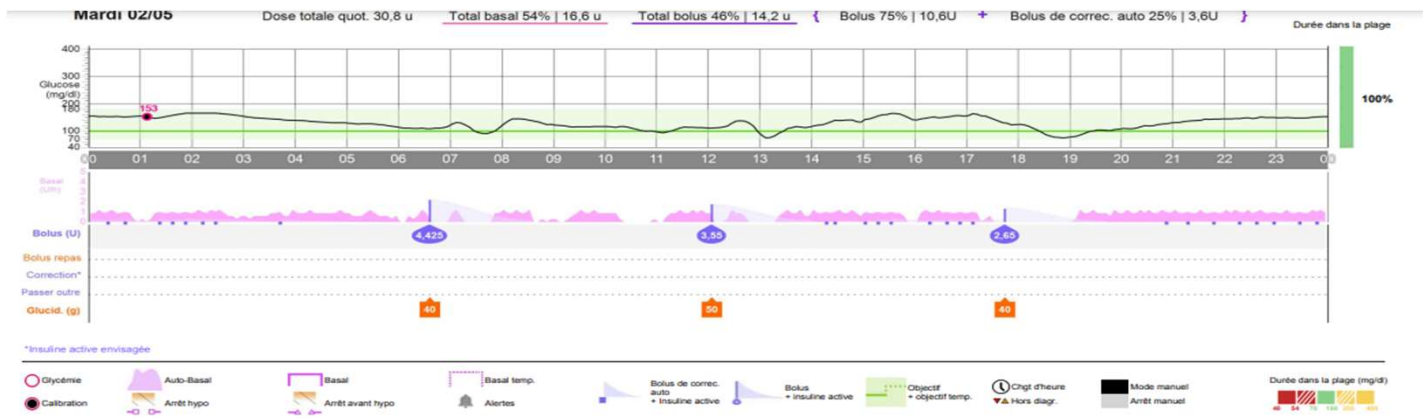 Mardi 02/05 Dose totale quot. 30,8 u Total basal 54% | 16,6 u Total bolus 46% | 14,2 u { Bolus 75% | 10,6U + Bolus de correc. auto 25% | 3,6U }
Durée dans la plage
400
300
Glucose
(mg/dl)
200
180
153
100
70
40
100%
00 01 02 03 04 05 06 07 08 09 10 11 12 13 14 15 16 17 18 19 20 21 22 23 00
Basal
(U/h)
5
4
3
2
1
0
Bolus (U) 4,425 3,55 2,65
Bolus repas
Correction*
Passer outre
Glucid. (g) 40 50 40
*Insuline active envisagée
Glycémie Auto-Basal Basal Basal temp. Bolus de correc. auto + Insuline active Bolus + insuline active Objectif + objectif temp. Chgt d'heure Mode manuel
Calibration Arrêt hypo Arrêt avant hypo Alertes Hors diagr. Arrêt manuel
Durée dans la plage (mg/dl)
40 54 70 180 250 400